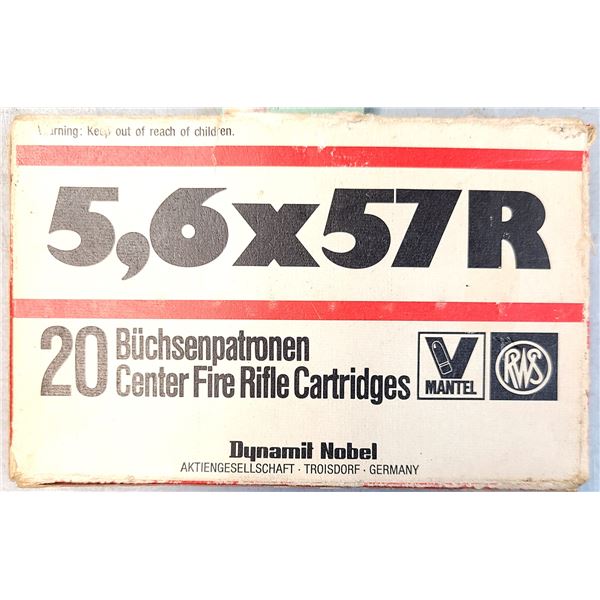 Warning: Keep out of reach of children.
5,6x57R
20 Büchsenpatronen
Center Fire Rifle Cartridges
V
MANTEL
RWS
Dynamit Nobel
AKTIENGESELLSCHAFT · TROISDORF · GERMANY